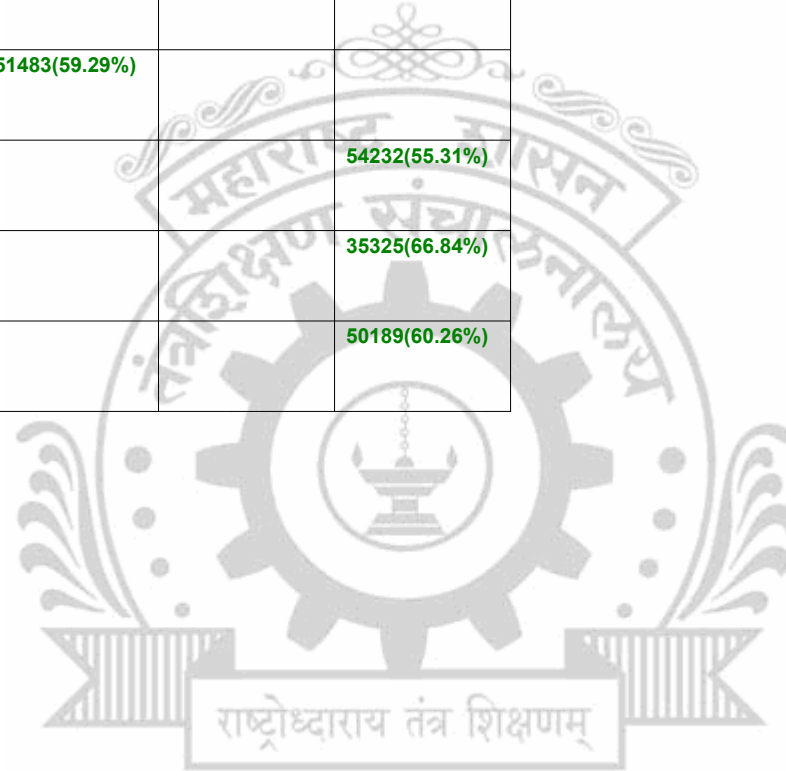 51483(59.29%)
54232(55.31%)
35325(66.84%)
50189(60.26%)
महाराष्ट्र शासन
तंत्रशिक्षण संचालनालय
राष्ट्रोध्दाराय तंत्र शिक्षणम्